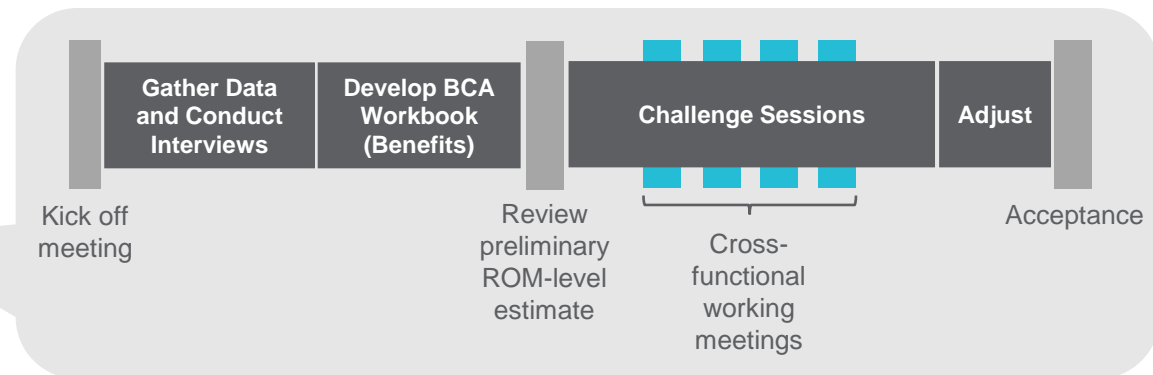 Gather Data
and Conduct
Interviews
Develop BCA
Workbook
(Benefits)
Challenge Sessions
Adjust
Kick off
meeting
Review
preliminary
ROM-level
estimate
Cross-
functional
working
meetings
Acceptance